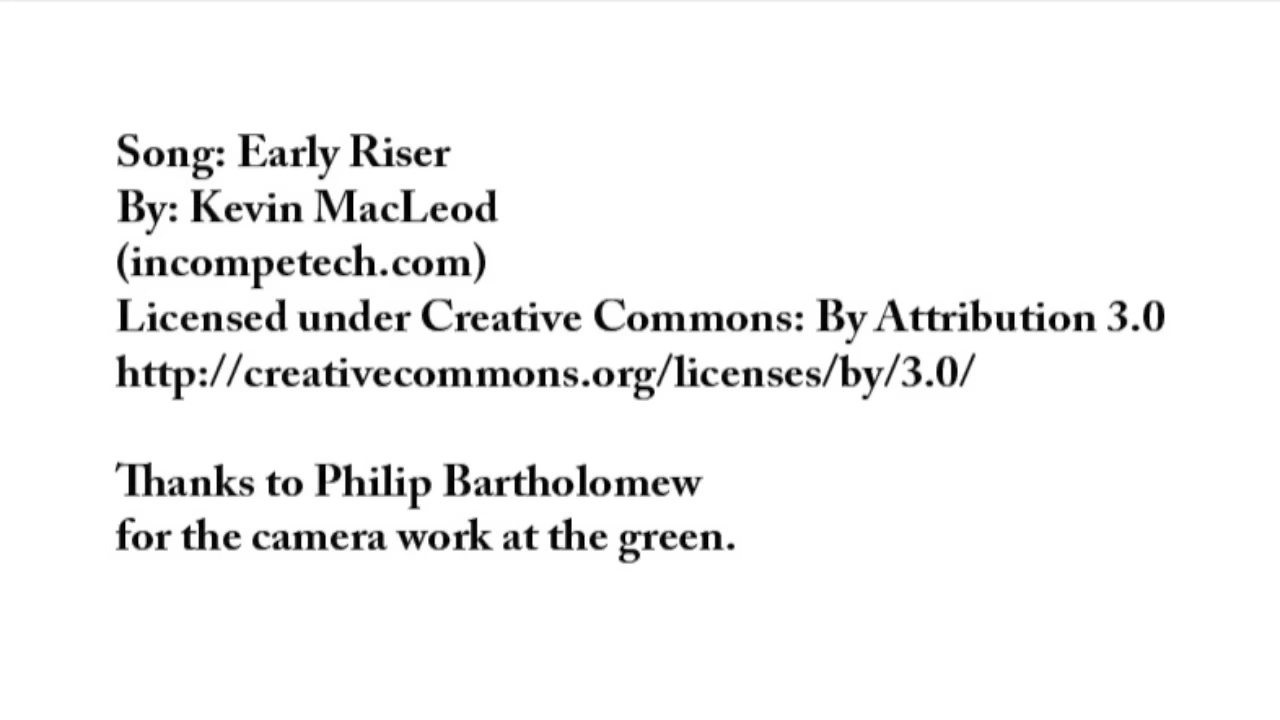 Song: Early Riser
By: Kevin MacLeod
(incompetech.com)
Licensed under Creative Commons: By Attribution 3.0
http://creativecommons.org/licenses/by/3.0/
Thanks to Philip Bartholomew
for the camera work at the green.